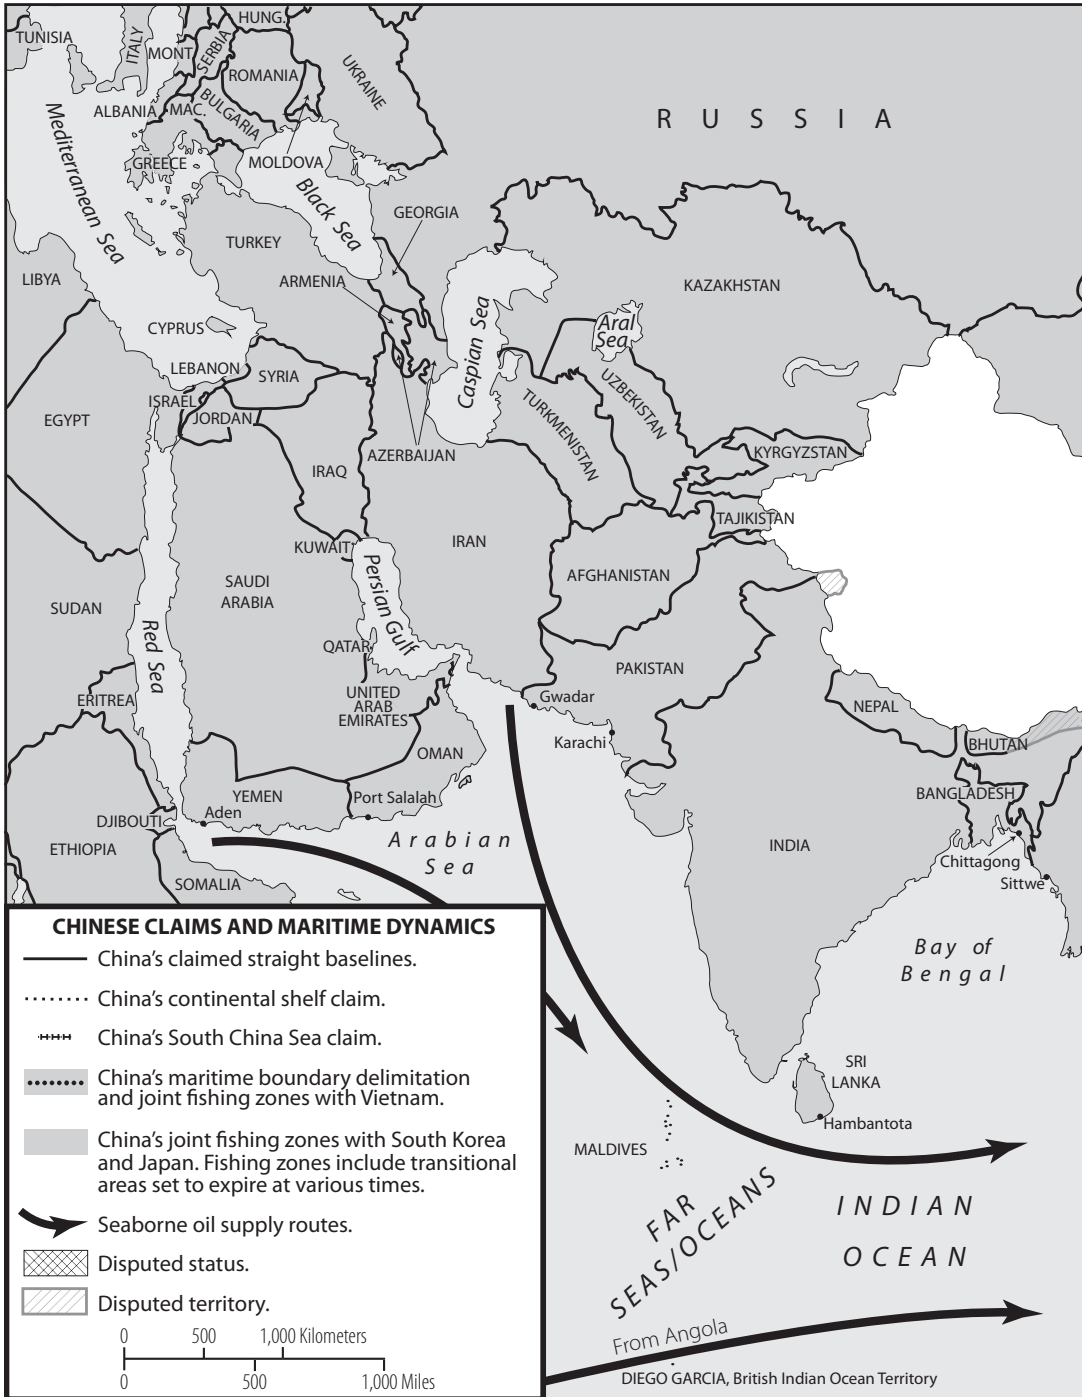 HUNG.
TUNISIA
ITALY
MONT.
SERBIA
ROMANIA
UKRAINE
RUSSIA
ALBANIA
MAC.
BULGARIA
Mediterranean Sea
GREECE
MOLDOVA
Black Sea
GEORGIA
TURKEY
LIBYA
ARMENIA
KAZAKHSTAN
CYPRUS
Caspian Sea
Aral
Sea
LEBANON
SYRIA
ISRAEL
JORDAN
EGYPT
TURKMENISTAN
UZBEKISTAN
KYRGYZSTAN
AZERBAIJAN
IRAQ
TAJIKISTAN
KUWAIT
IRAN
Persian Gulf
AFGHANISTAN
SAUDI
ARABIA
SUDAN
Red Sea
QATAR
PAKISTAN
UNITED
ARAB
EMIRATES
ERITREA
Gwadar
NEPAL
Karachi
BHUTAN
OMAN
YEMEN
Port Salalah
BANGLADESH
DJIBOUTI
Aden
ETHIOPIA
Arabian
Sea
INDIA
Chittagong
Sittwe
SOMALIA
Bay of
Bengal
SRI
LANKA
Hambantota
MALDIVES
FAR
SEAS/OCEANS
INDIAN
OCEAN
From Angola
DIEGO GARCIA, British Indian Ocean Territory
CHINESE CLAIMS AND MARITIME DYNAMICS
China's claimed straight baselines.
China's continental shelf claim.
China's South China Sea claim.
China's maritime boundary delimitation
and joint fishing zones with Vietnam.
China's joint fishing zones with South Korea
and Japan. Fishing zones include transitional
areas set to expire at various times.
Seaborne oil supply routes.
Disputed status.
Disputed territory.
0 500 1,000 Kilometers
0 500 1,000 Miles